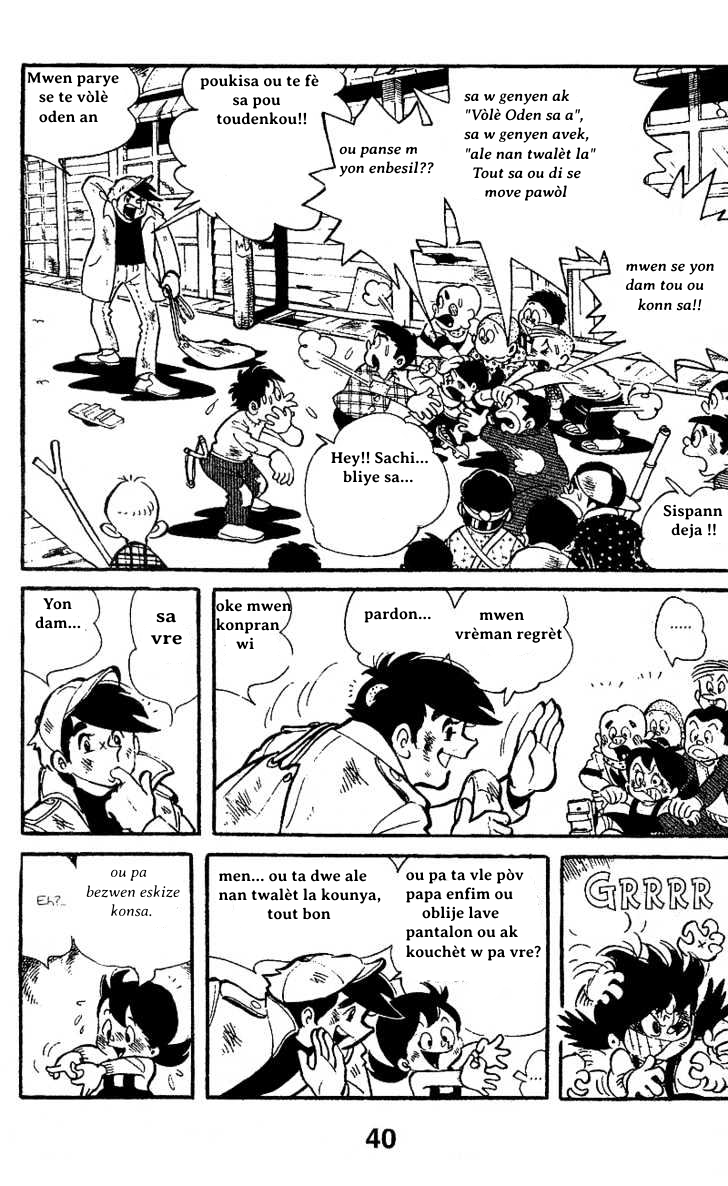 Mwen parye
se te vòlè
oden an
poukisa ou te fè
sa pou
toudenkou!!
ou panse m
yon enbesil??
sa w genyen ak
"Vòlè Oden sa a",
sa w genyen avek,
"ale nan twalèt la"
Tout sa ou di se
move pawòl
mwen se yon
dam tou ou
konn sa!!
Hey!! Sachi...
bliye sa...
Sispann
deja !!
Yon
dam...
sa
vre
oke mwen
konpran
wi
pardon...
mwen
vrèman regrèt
.....
Eh?..
ou pa
bezwen eskize
konsa.
men... ou ta dwe ale
nan twalèt la kounya,
tout bon
ou pa ta vle pòv
papa enfim ou
oblije lave
pantalon ou ak
kouchèt w pa vre?
....
GRRRR
40